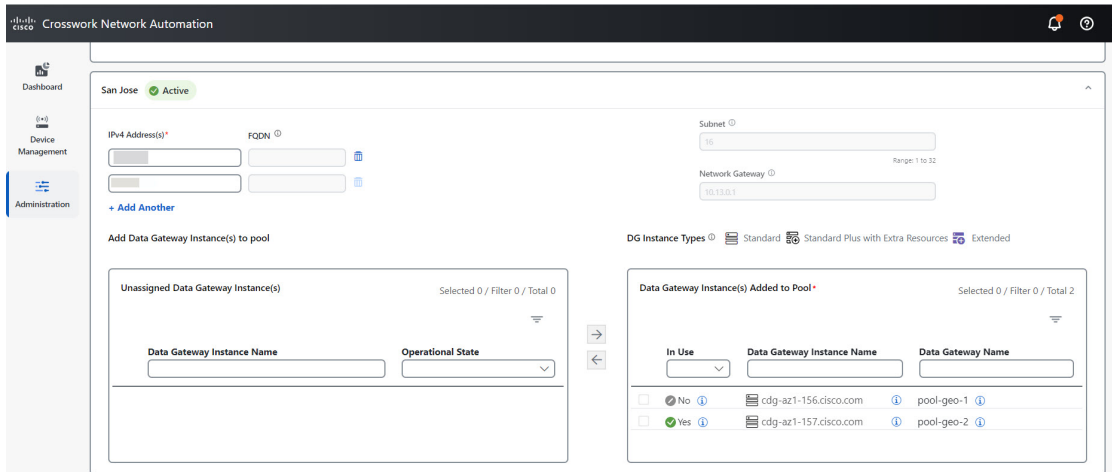 cisco Crosswork Network Automation
Dashboard
Device
Management
Administration
San Jose Active
IPv4 Address(s)* FQDN
Subnet
16
Range: 1 to 32
Network Gateway
10.13.0.1
+ Add Another
Add Data Gateway Instance(s) to pool
DG Instance Types Standard Standard Plus with Extra Resources Extended
Unassigned Data Gateway Instance(s) Selected 0 / Filter 0 / Total 0
Data Gateway Instance Name Operational State
Data Gateway Instance(s) Added to Pool* Selected 0 / Filter 0 / Total 2
In Use Data Gateway Instance Name Data Gateway Name
No cdg-az1-156.cisco.com pool-geo-1
Yes cdg-az1-157.cisco.com pool-geo-2